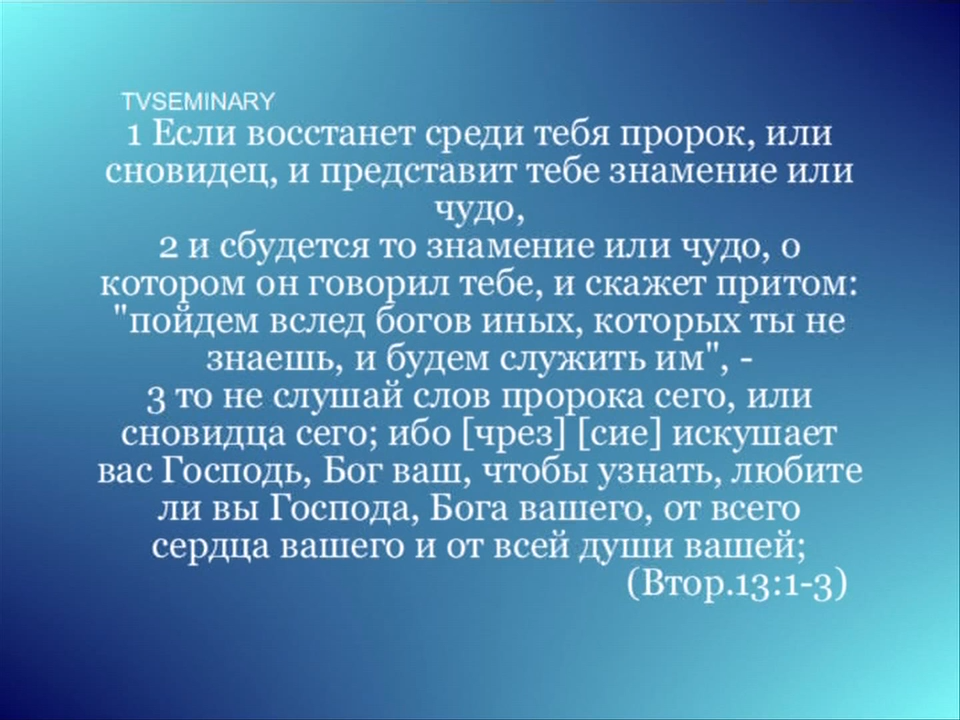 TVSEMINARY
1 Если восстанет среди тебя пророк, или
сновидец, и представит тебе знамение или
чудо,
2 и сбудется то знамение или чудо, о
котором он говорил тебе, и скажет притом:
"пойдем вслед богов иных, которых ты не
знаешь, и будем служить им", -
3 то не слушай слов пророка сего, или
сновидца сего; ибо [чрез] [сие] искушает
вас Господь, Бог ваш, чтобы узнать, любите
ли вы Господа, Бога вашего, от всего
сердца вашего и от всей души вашей;
(Втор.13:1-3)